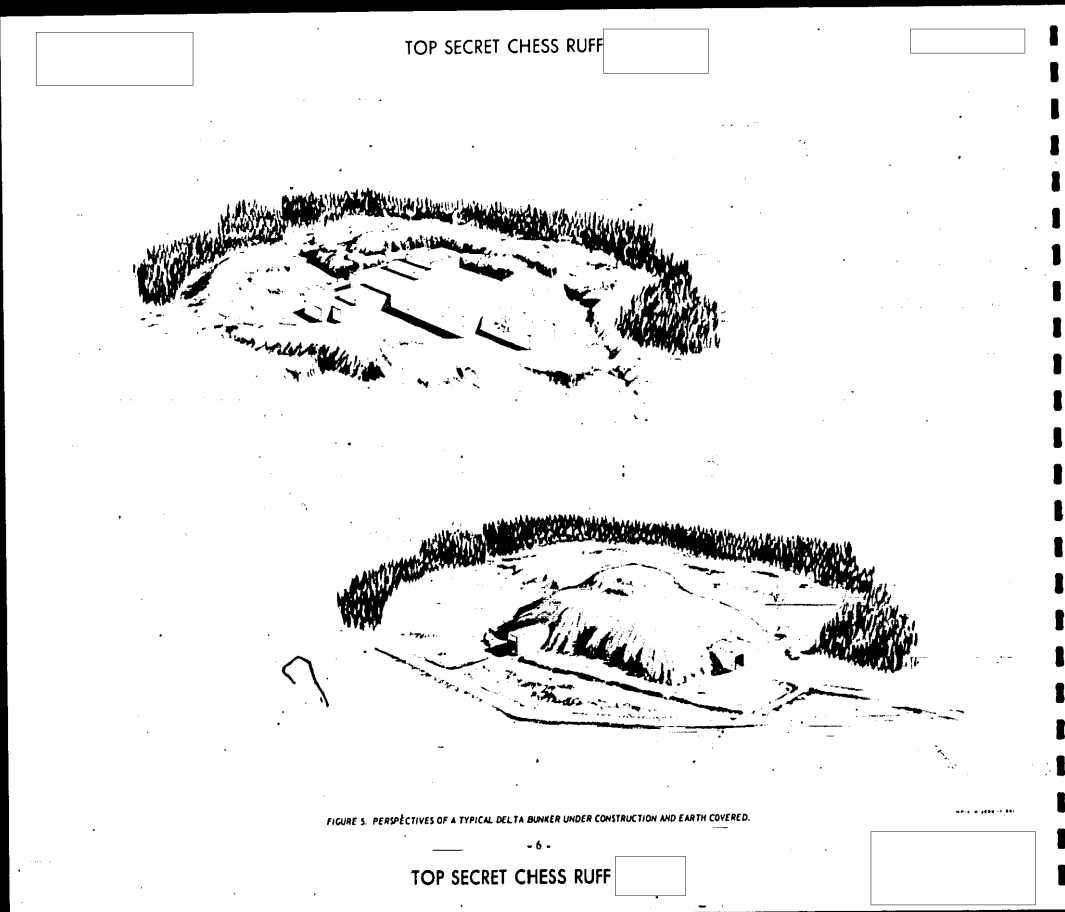 TOP SECRET CHESS RUFF
FIGURE 5. PERSPECTIVES OF A TYPICAL DELTA BUNKER UNDER CONSTRUCTION AND EARTH COVERED.
- 6 -
TOP SECRET CHESS RUFF